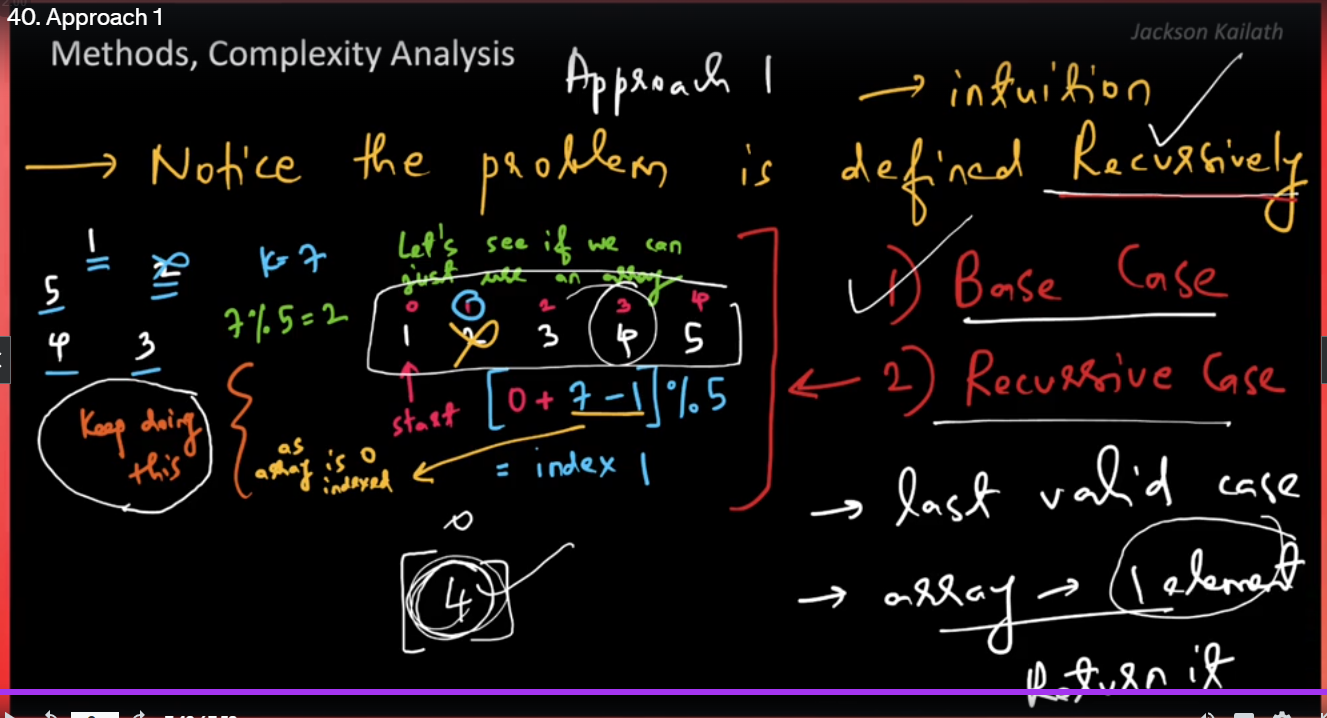 40. Approach 1
Jackson Kailath
Methods, Complexity Analysis
Approach 1
→ intuition
→ Notice the problem is defined Recursively
1
2
5
4 3
K = 7
7 % 5 = 2
Let's see if we can
just use an array
0 1 2 3 4
1 2 3 4 5
start
[0 + 7 - 1] % 5
= index 1
Keep doing
this
as
array is 0
indexed
1) Base Case
2) Recursive Case
→ last valid case
→ array → 1 element
Return it
0
[4]